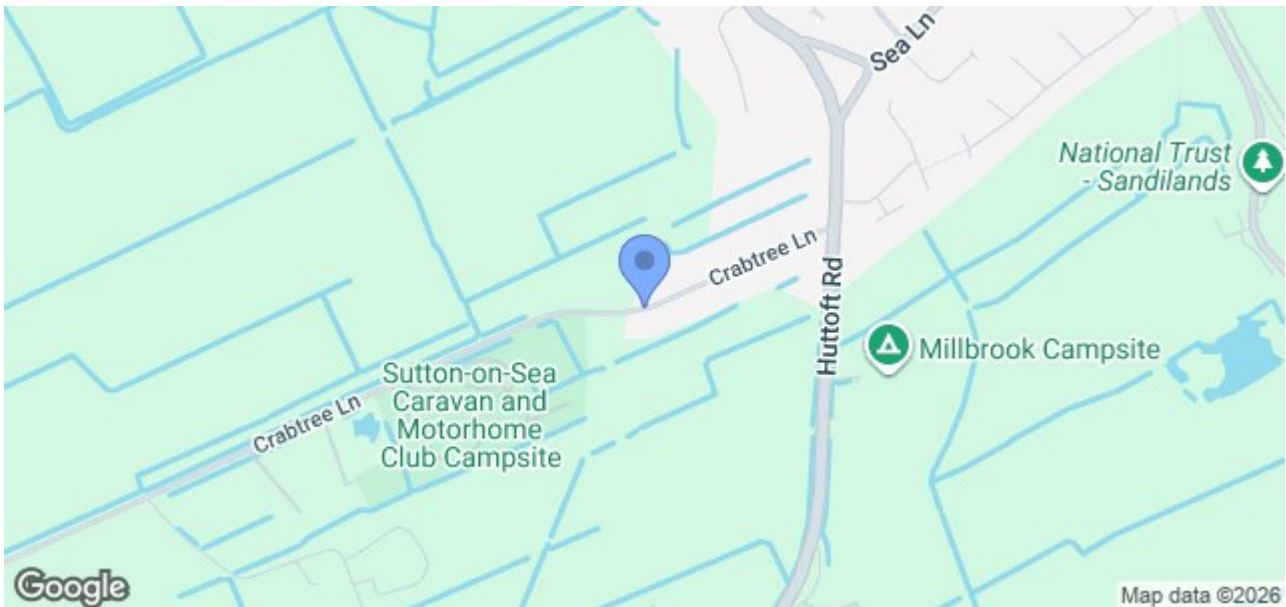 Sea Ln
National Trust
- Sandilands
Crabtree Ln
Huttoft Rd
Millbrook Campsite
Sutton-on-Sea
Caravan and
Motorhome
Club Campsite
Crabtree Ln
Google
Map data ©2026